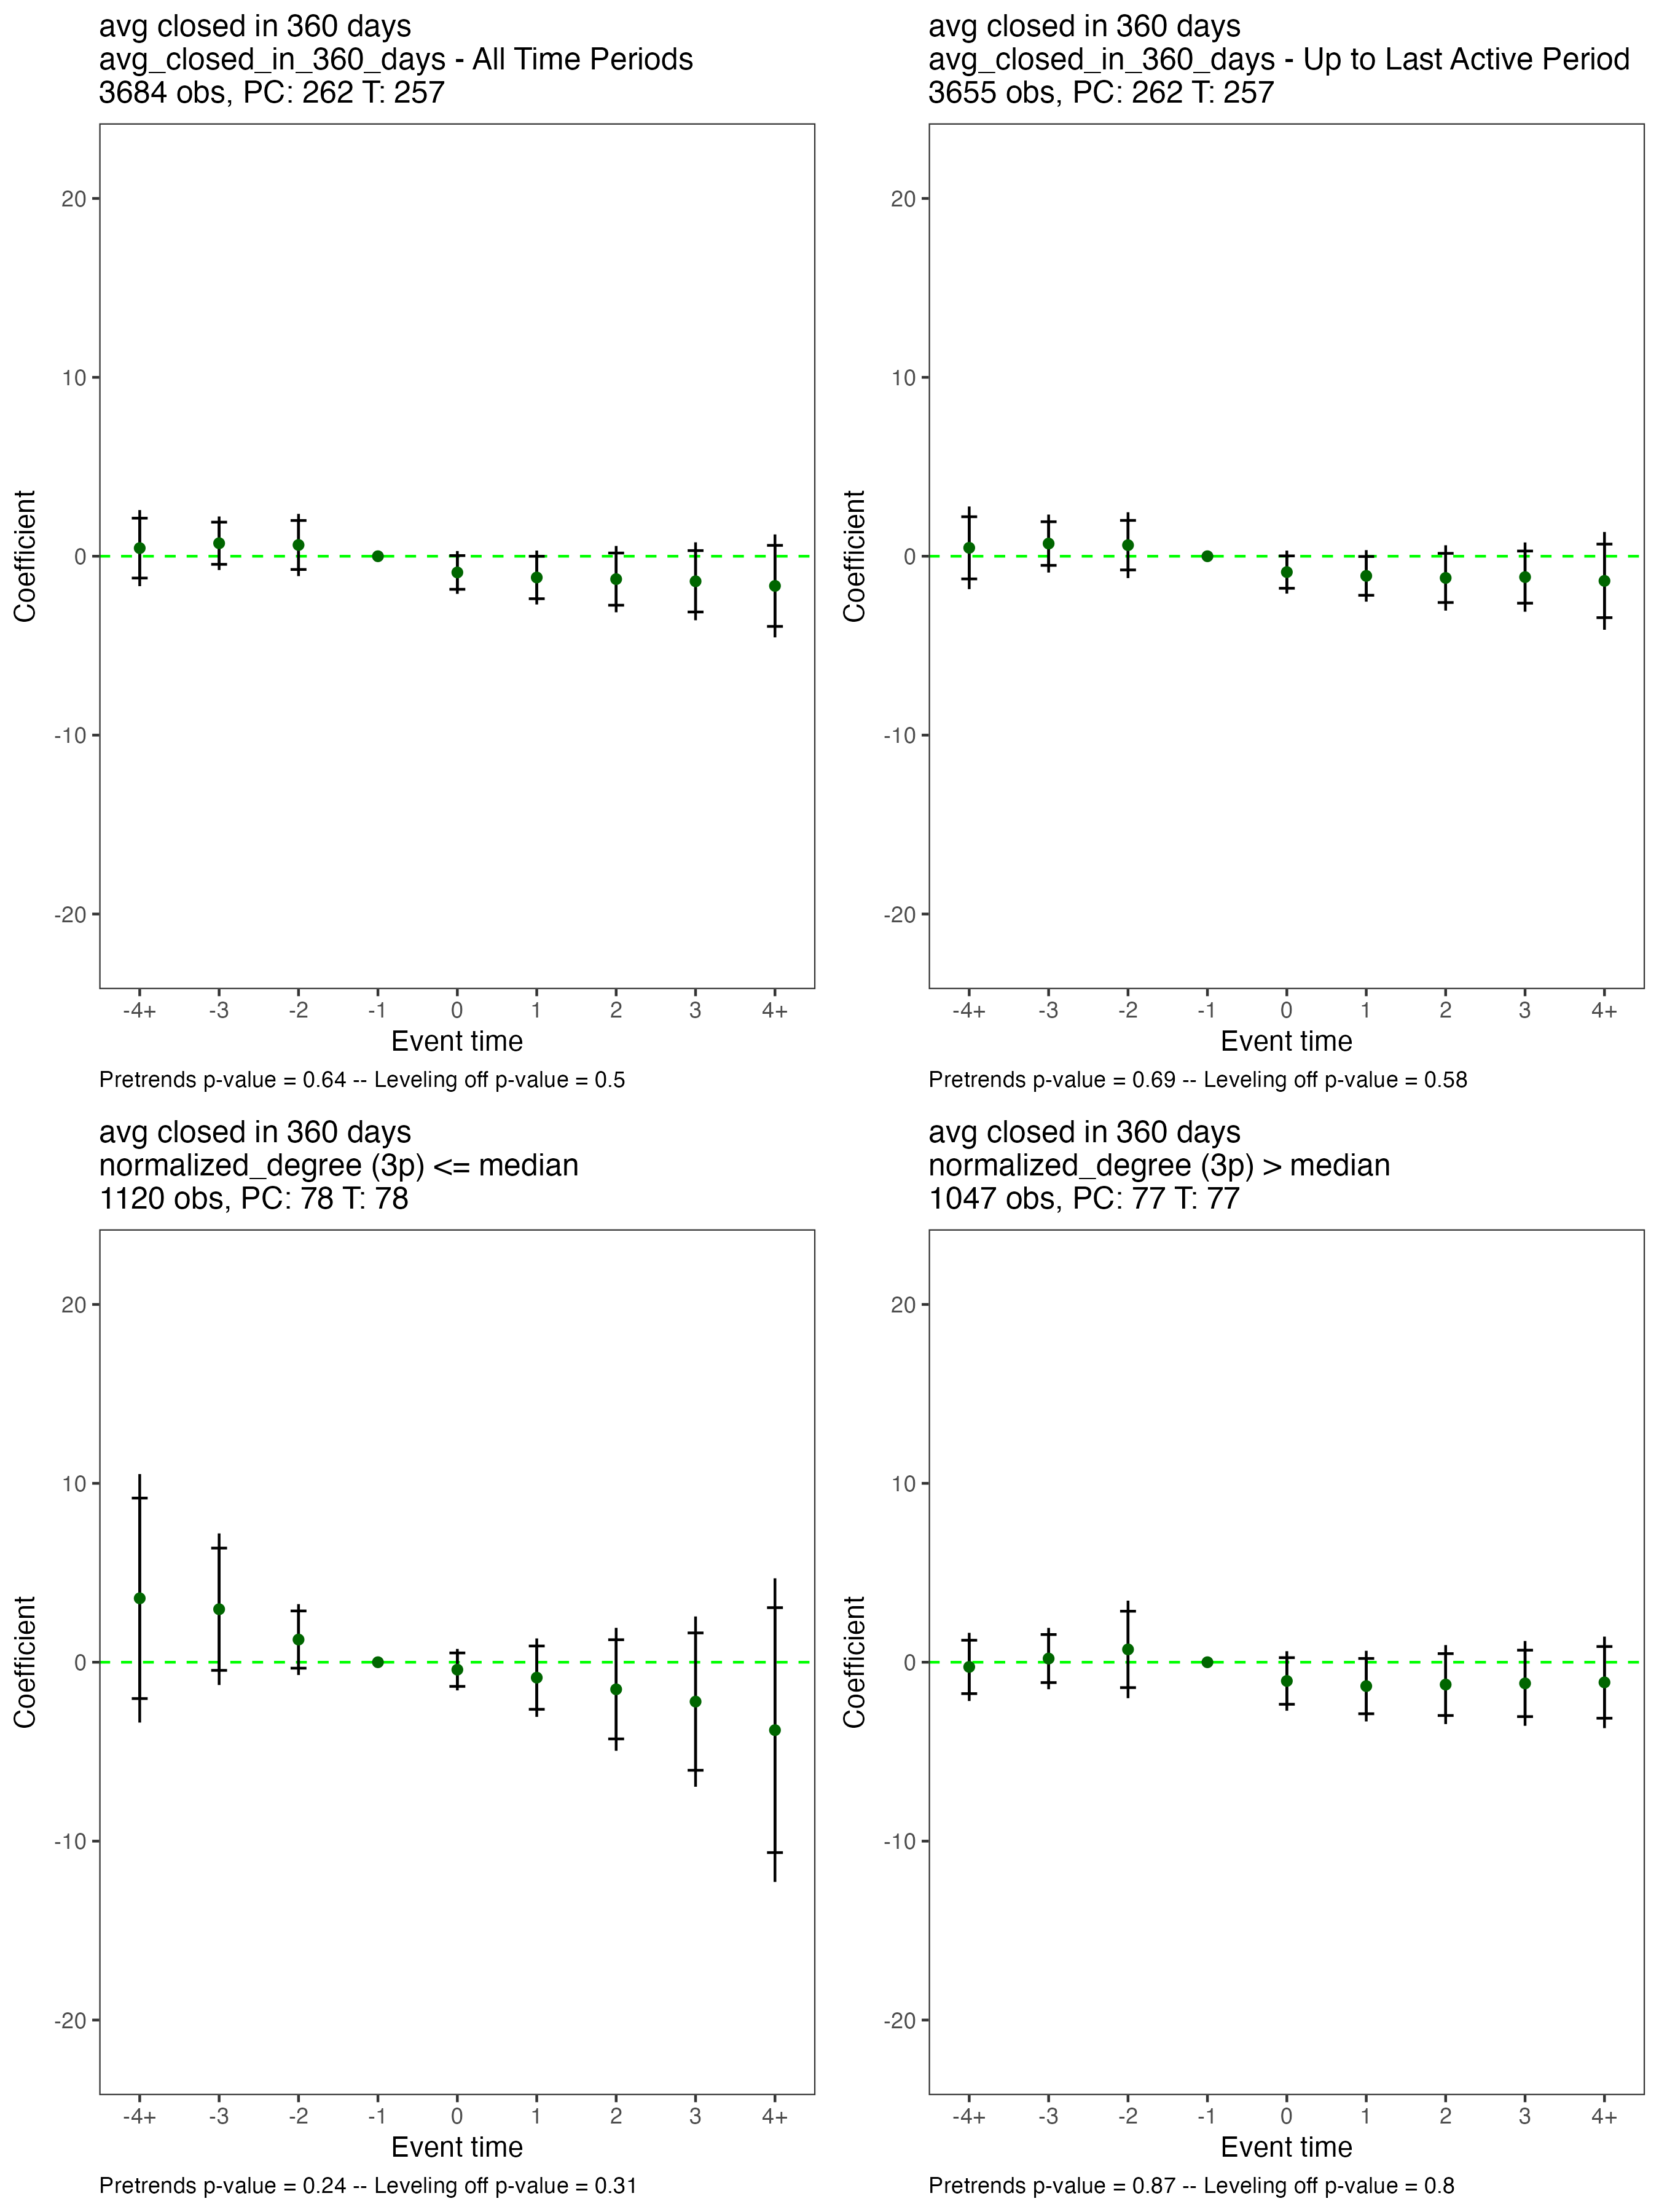 avg closed in 360 days
avg_closed_in_360_days - All Time Periods
3684 obs, PC: 262 T: 257
20
10
0
-10
-20
Coefficient
-4+ -3 -2 -1 0 1 2 3 4+
Event time
Pretrends p-value = 0.64 -- Leveling off p-value = 0.5
avg closed in 360 days
avg_closed_in_360_days - Up to Last Active Period
3655 obs, PC: 262 T: 257
20
10
0
-10
-20
Coefficient
-4+ -3 -2 -1 0 1 2 3 4+
Event time
Pretrends p-value = 0.69 -- Leveling off p-value = 0.58
avg closed in 360 days
normalized_degree (3p) <= median
1120 obs, PC: 78 T: 78
20
10
0
-10
-20
Coefficient
-4+ -3 -2 -1 0 1 2 3 4+
Event time
Pretrends p-value = 0.24 -- Leveling off p-value = 0.31
avg closed in 360 days
normalized_degree (3p) > median
1047 obs, PC: 77 T: 77
20
10
0
-10
-20
Coefficient
-4+ -3 -2 -1 0 1 2 3 4+
Event time
Pretrends p-value = 0.87 -- Leveling off p-value = 0.8